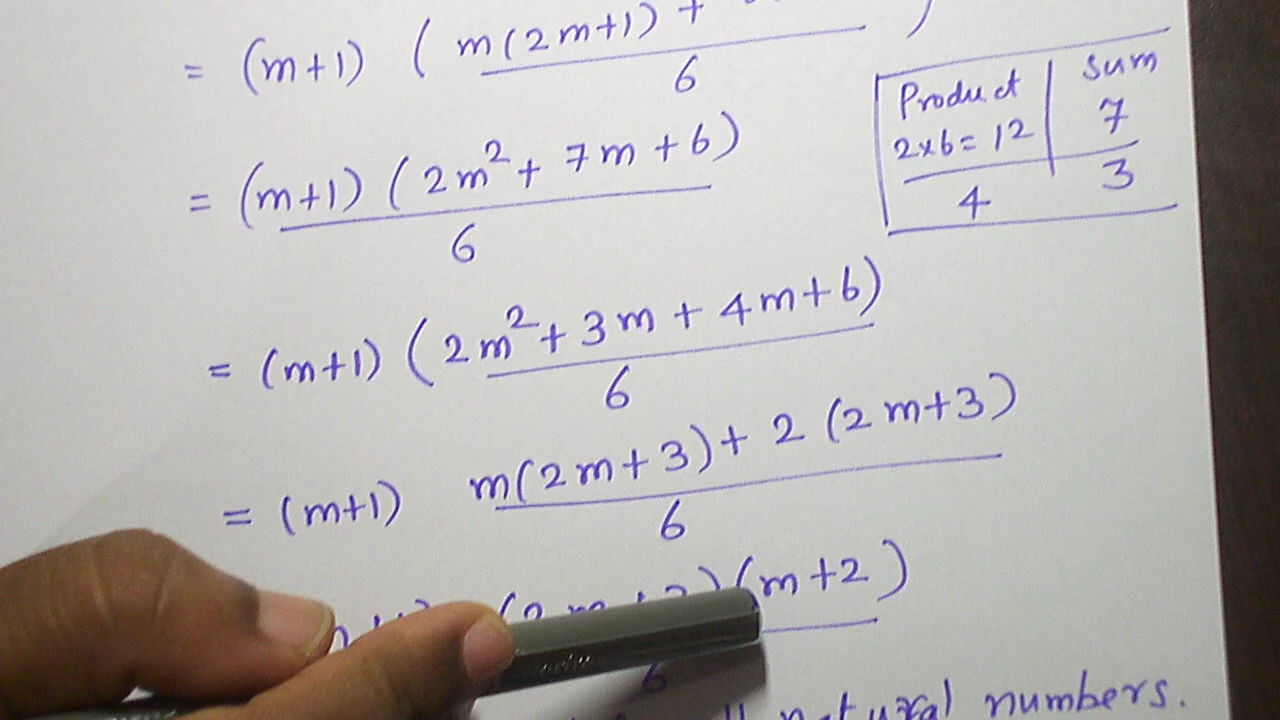 = (m+1) ( m(2m+1) + )
6
Product | Sum
2×6=12 | 7
4 | 3
= (m+1) (2m² + 7m + 6)
6
= (m+1) (2m² + 3m + 4m + 6)
6
= (m+1) m(2m+3) + 2 (2m+3)
6
(m+2)
6
natural numbers.